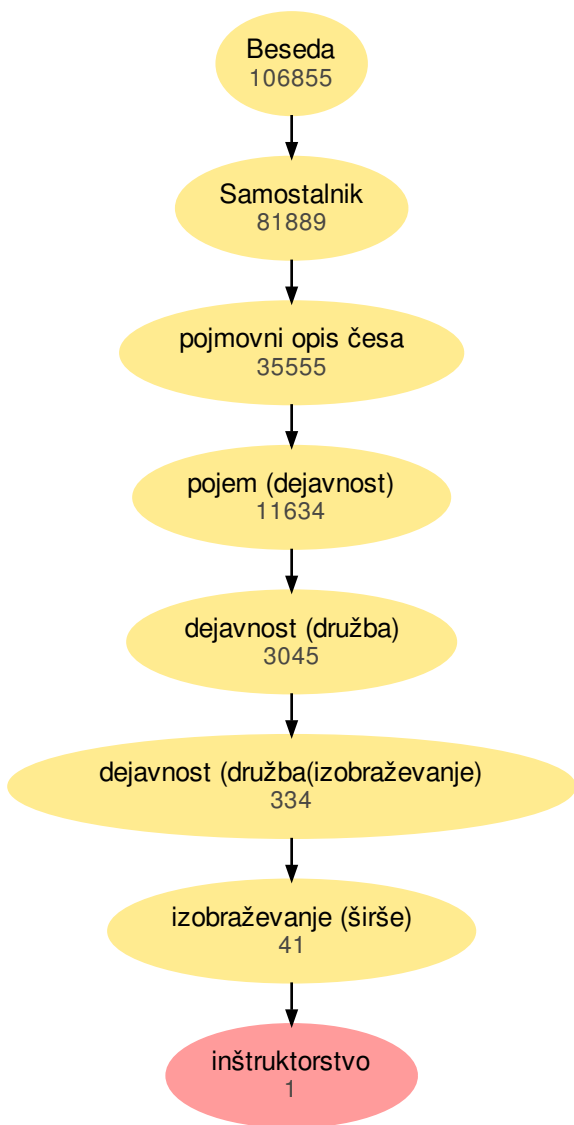 Beseda
106855
Samostalnik
81889
pojmovni opis česa
35555
pojem (dejavnost)
11634
dejavnost (družba)
3045
dejavnost (družba(izobraževanje)
334
izobraževanje (širše)
41
inštruktorstvo
1